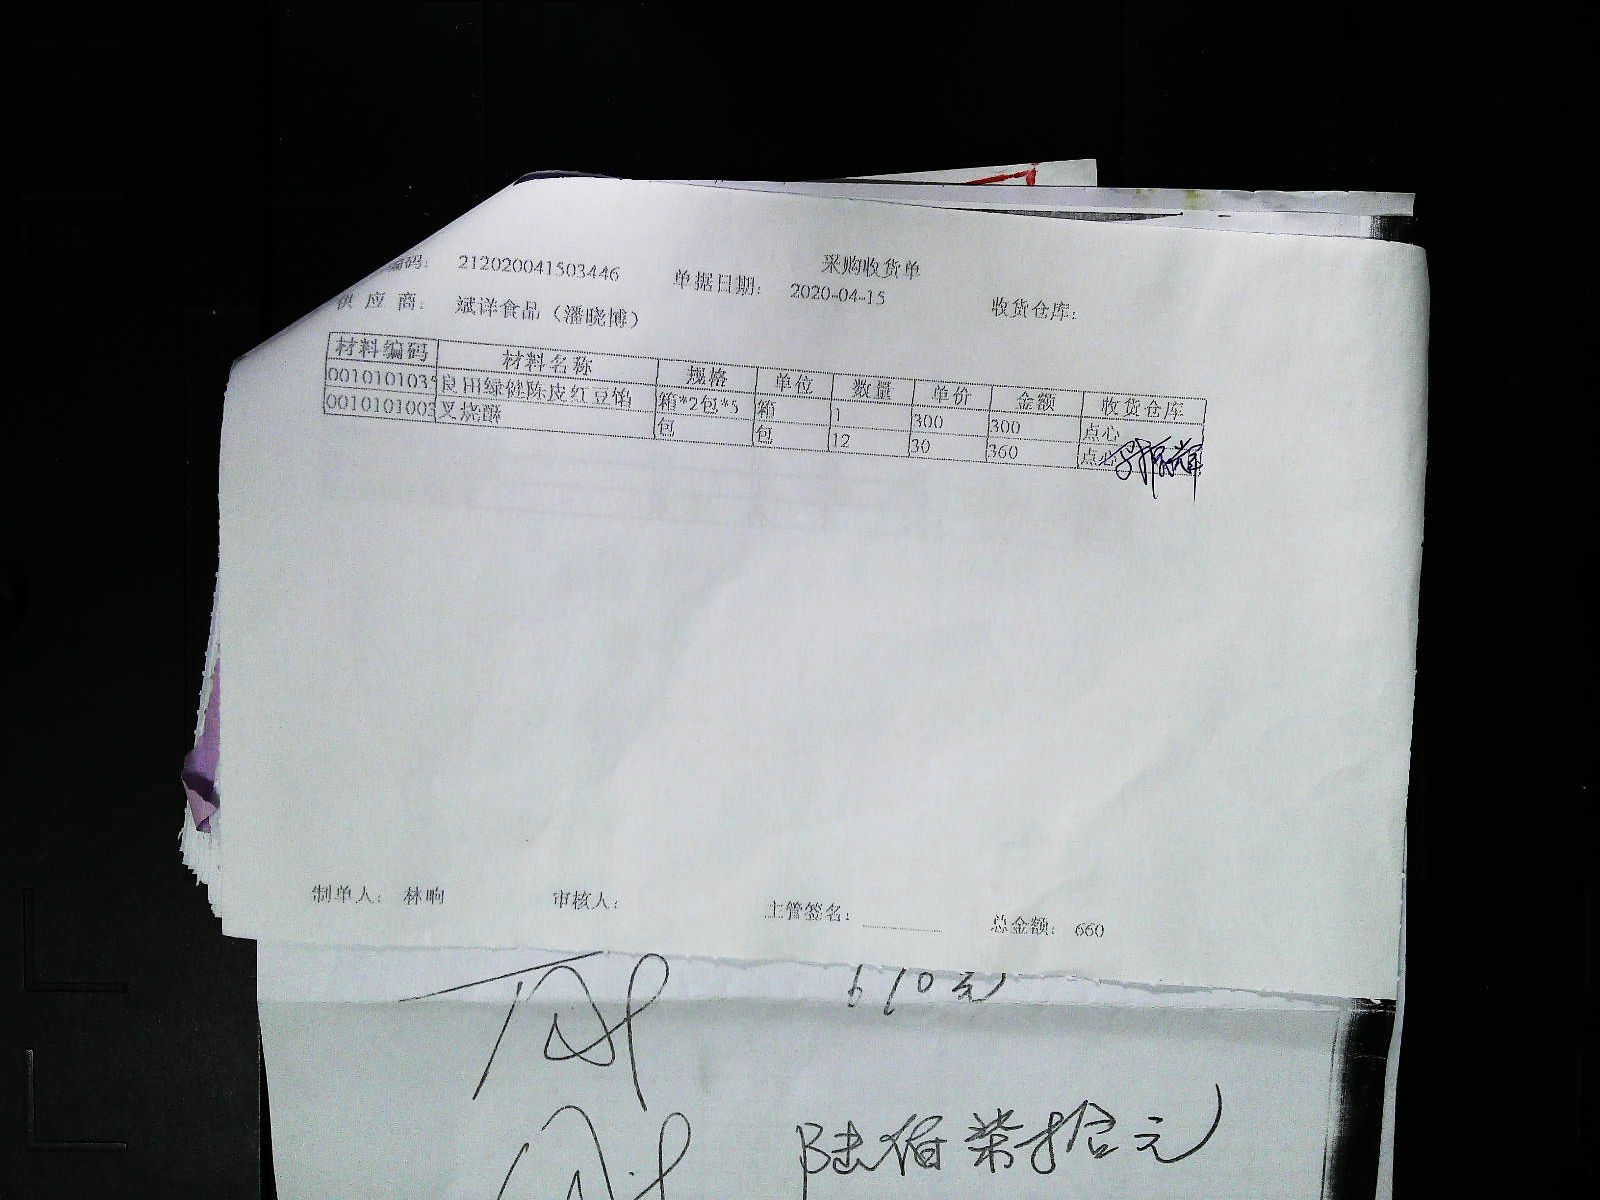 采购收货单
编码: 212020041503446 单据日期: 2020-04-15 收货仓库:
供应商: 斌详食品（潘晓博）
材料编码 材料名称 规格 单位 数量 单价 金额 收货仓库
0010101035 良田绿健陈皮红豆馅 箱*2包*5 箱 1 300 300 点心
0010101003 叉烧酥 包 包 12 30 360 点心
制单人: 林晌 审核人: 主管签名: 总金额: 660
元
陆佰柒拾元